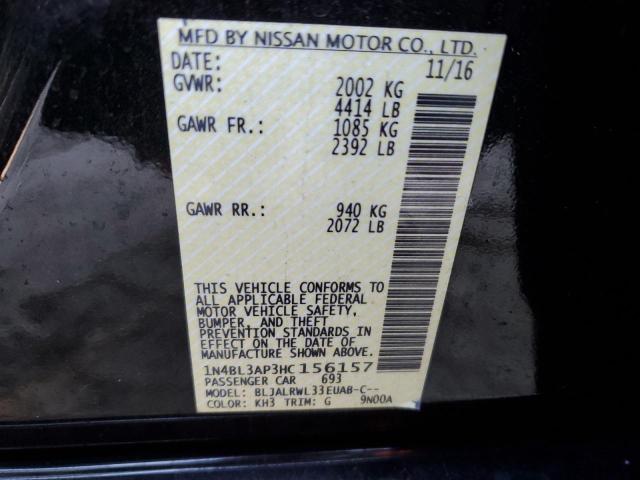 MFD BY NISSAN MOTOR CO., LTD.
DATE: 11/16
GVWR: 2002 KG
4414 LB
GAWR FR.: 1085 KG
2392 LB
GAWR RR.: 940 KG
2072 LB
THIS VEHICLE CONFORMS TO
ALL APPLICABLE FEDERAL
MOTOR VEHICLE SAFETY,
BUMPER, AND THEFT
PREVENTION STANDARDS IN
EFFECT ON THE DATE OF
MANUFACTURE SHOWN ABOVE.
1N4BL3AP3HC156157
PASSENGER CAR 693
MODEL: BLJALRWL33EUAB-C--
COLOR: KH3 TRIM: G 9N00A